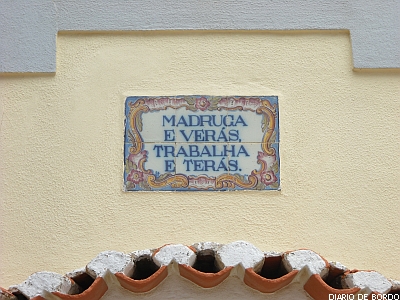 MADRUGA
E VERÁS,
TRABALHA
E TERÁS.
DIARIO DE BORDO